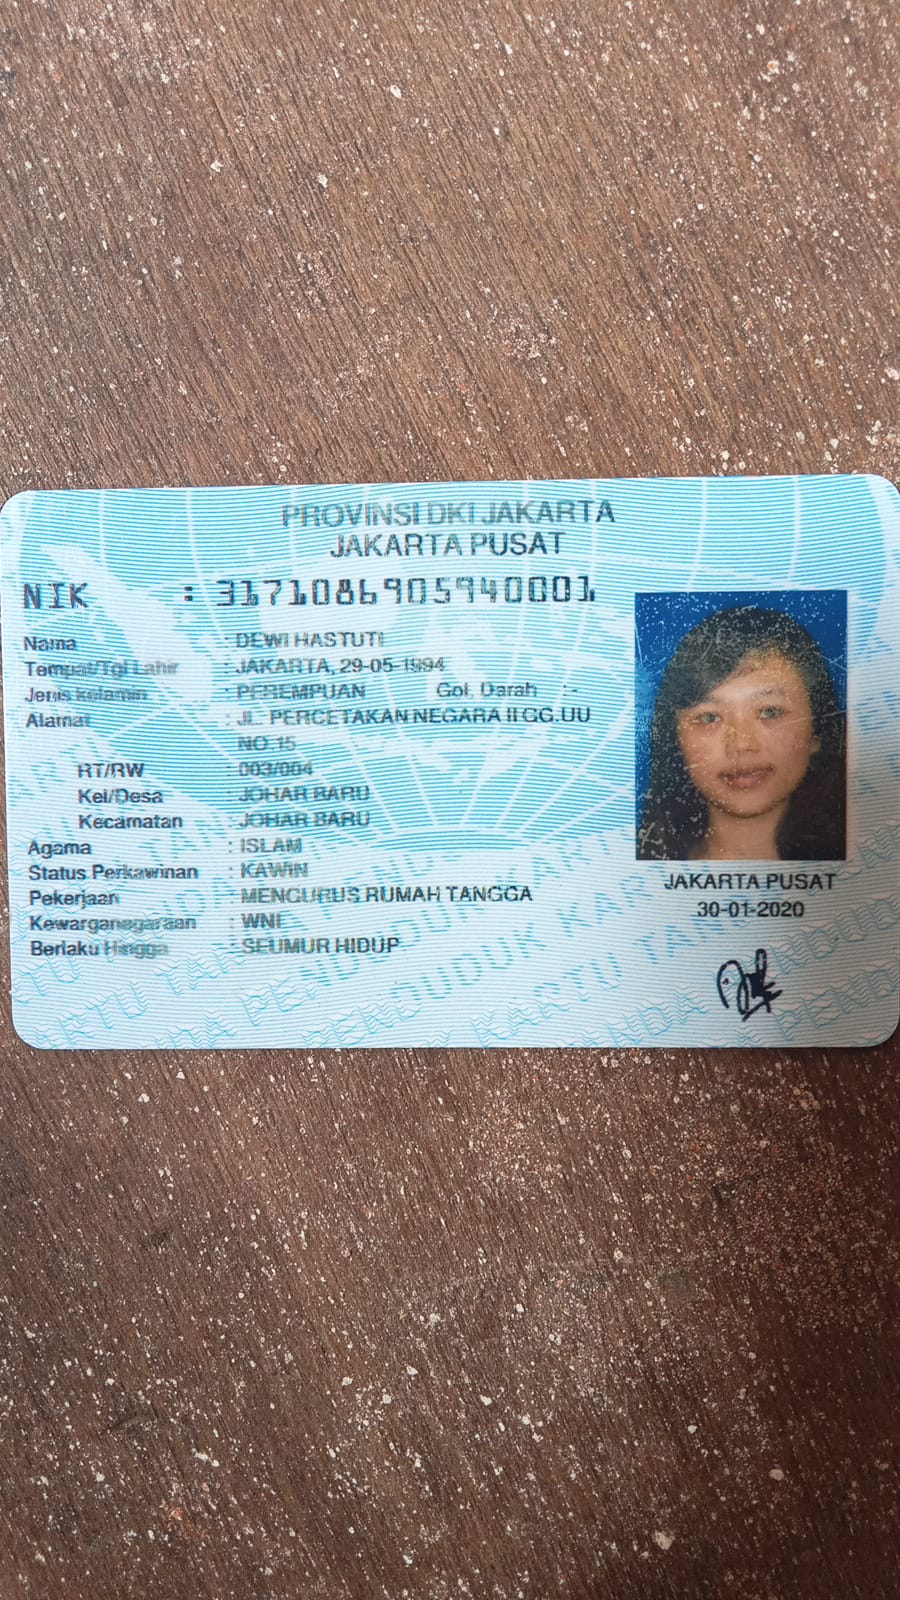 PROVINSI DKI JAKARTA
JAKARTA PUSAT
NIK : 3171086905940001
Nama : DEWI HASTUTI
Tempat/Tgl Lahir : JAKARTA, 29-05-1994
Jenis kelamin : PEREMPUAN Gol. Darah : -
Alamat : JL. PERCETAKAN NEGARA II GG.UU
NO.15
RT/RW : 003/004
Kel/Desa : JOHAR BARU
Kecamatan : JOHAR BARU
Agama : ISLAM
Status Perkawinan : KAWIN
Pekerjaan : MENGURUS RUMAH TANGGA
Kewarganegaraan : WNI
Berlaku Hingga : SEUMUR HIDUP
JAKARTA PUSAT
30-01-2020